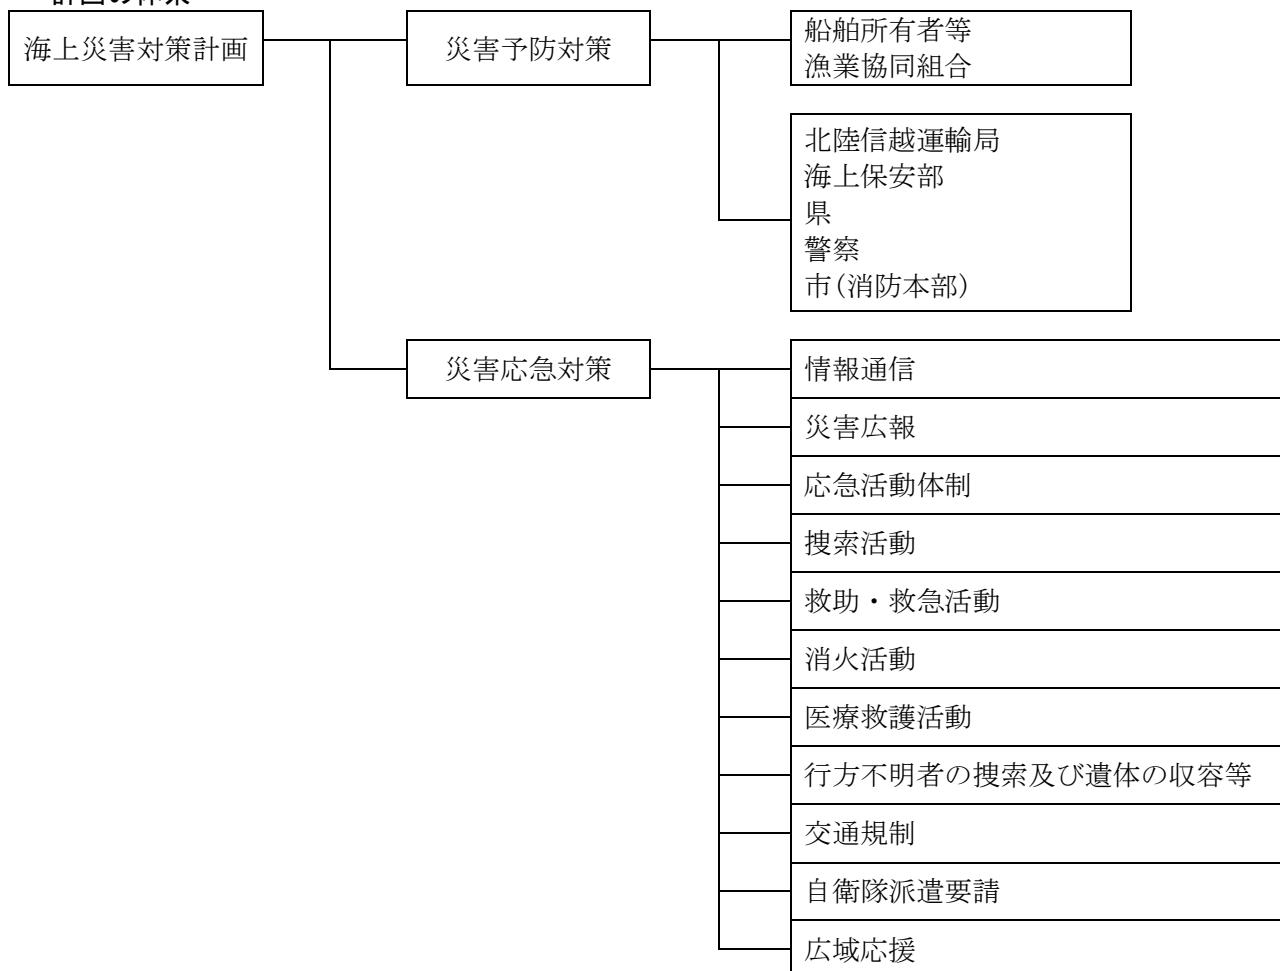 計画の体系
海上災害対策計画
災害予防対策
船舶所有者等
漁業協同組合
北陸信越運輸局
海上保安部
県
警察
市(消防本部)
災害応急対策
情報通信
災害広報
応急活動体制
捜索活動
救助・救急活動
消火活動
医療救護活動
行方不明者の捜索及び遺体の収容等
交通規制
自衛隊派遣要請
広域応援